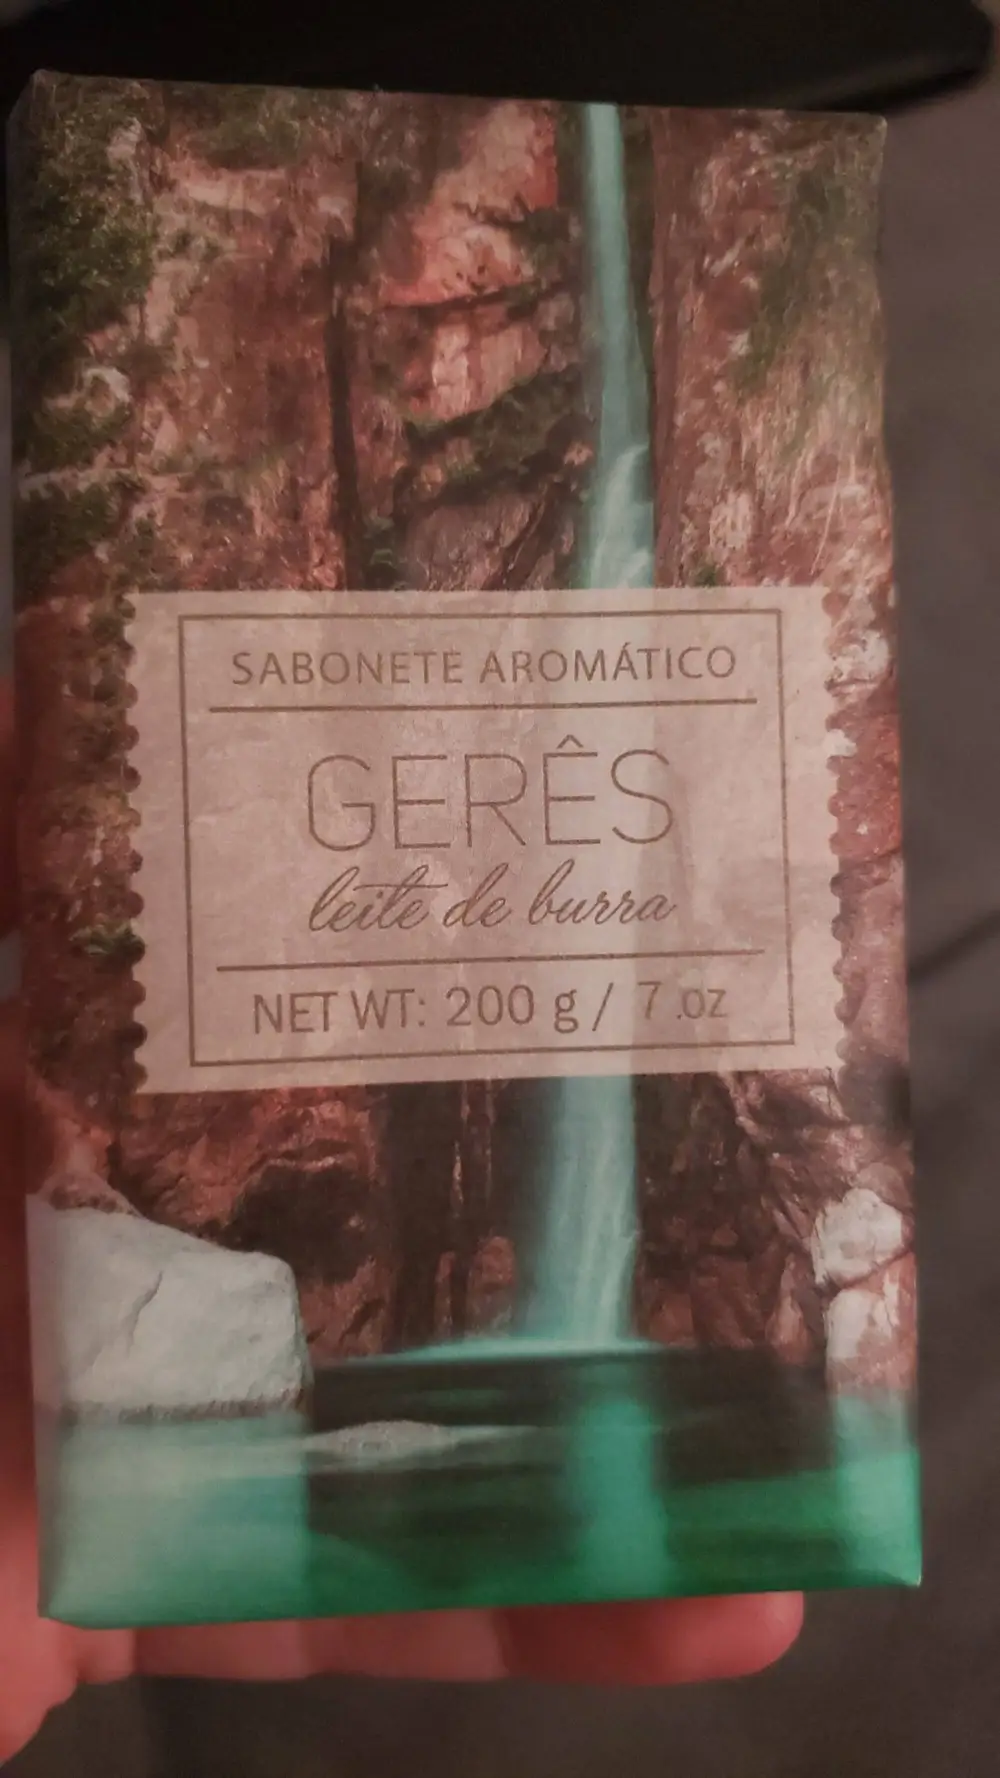 SABONETE AROMÁTICO
GERÊS
leite de burra
NET WT: 200 g / 7 .oz